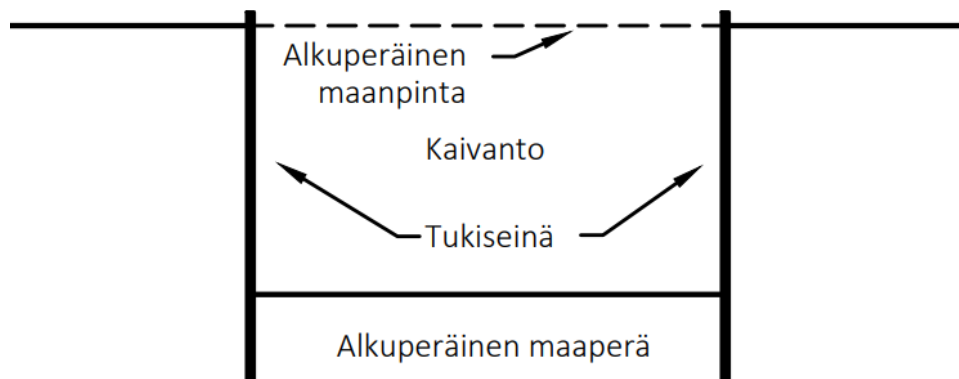 Alkuperäinen
maanpinta
Kaivanto
Tukiseinä
Alkuperäinen maaperä